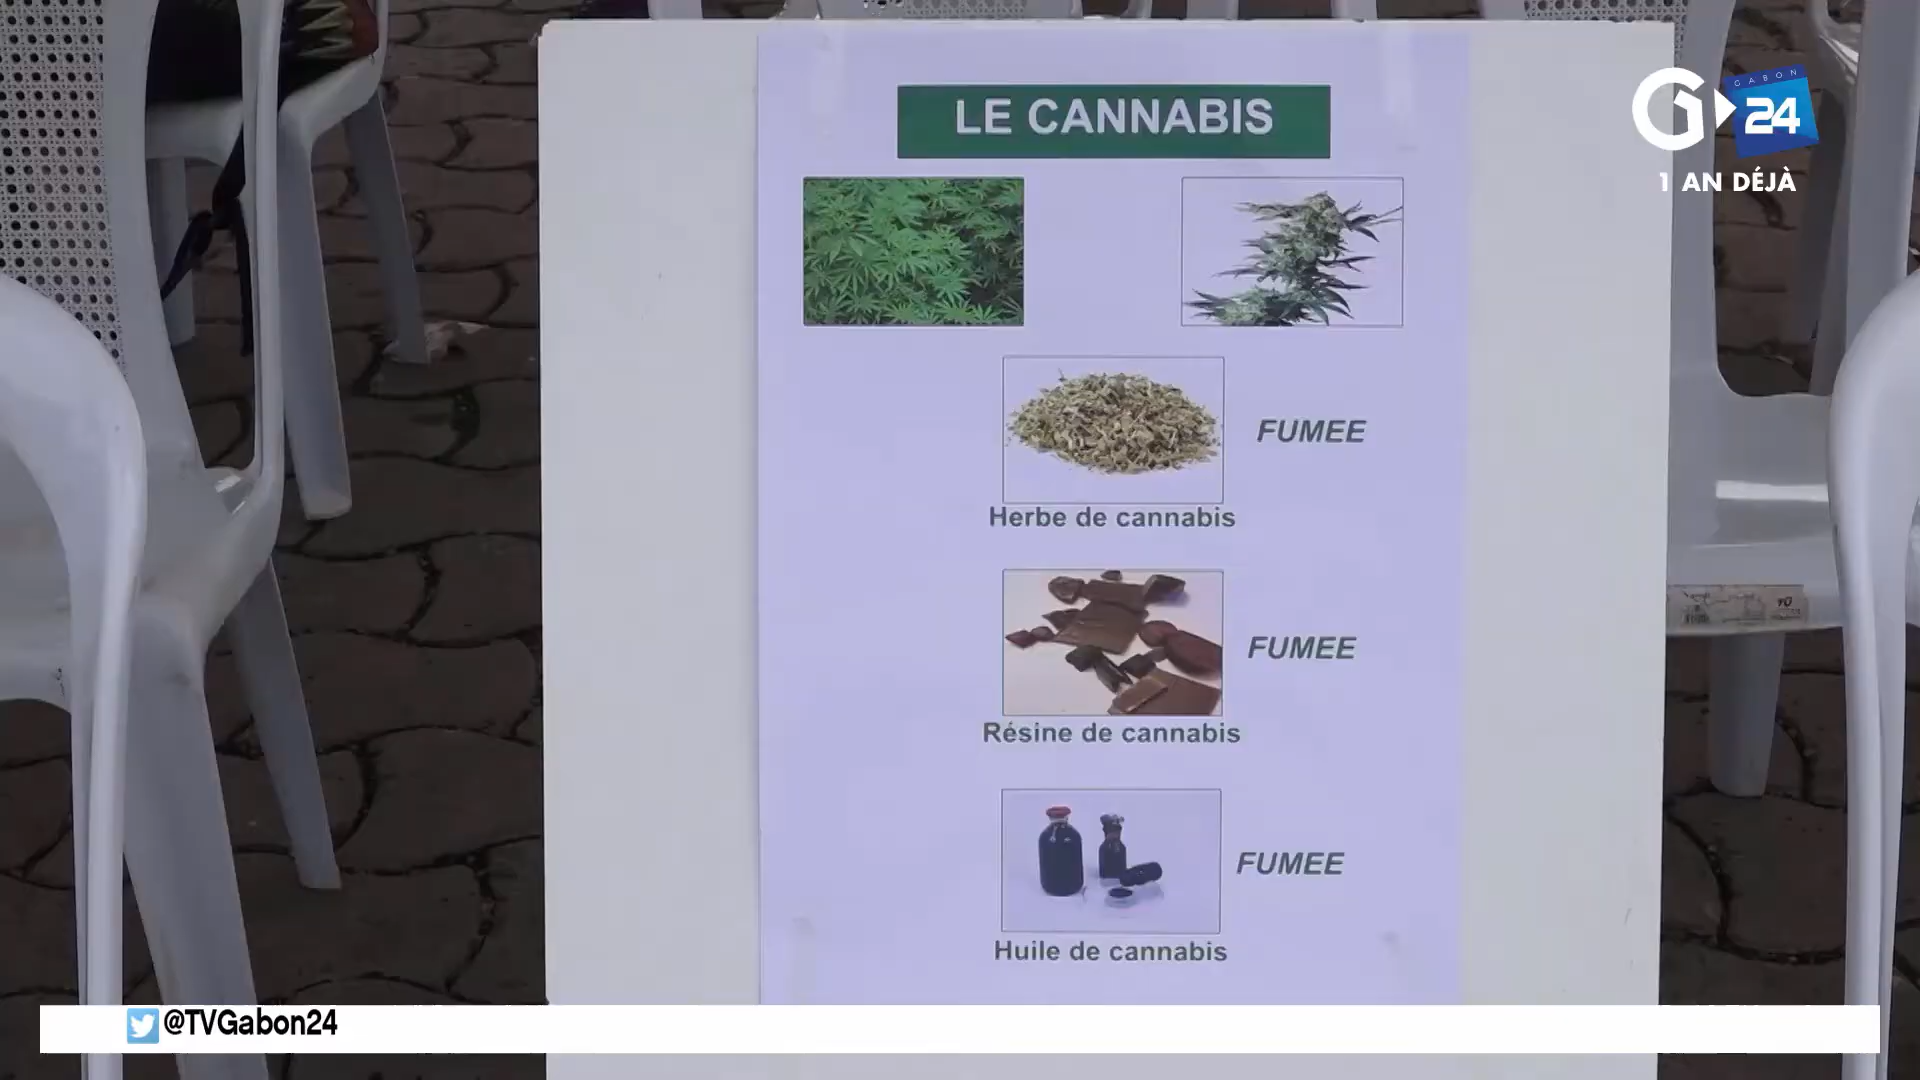 LE CANNABIS
GABON
G 24
1 AN DÉJÀ
FUMEE
Herbe de cannabis
FUMEE
Résine de cannabis
FUMEE
Huile de cannabis
@TVGabon24